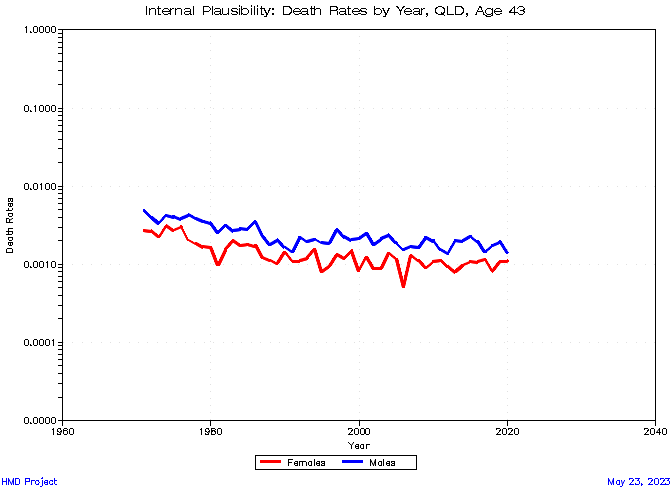 Internal Plausibility: Death Rates by Year, QLD, Age 43
1.0000
0.1000
0.0100
0.0010
0.0001
0.0000
Death Rates
1960 1980 2000 2020 2040
Year
Females Males
HMD Project May 23, 2023